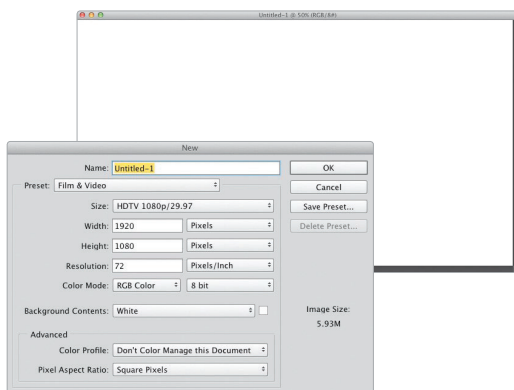 Untitled-1 @ 50% (RGB/8#)
New
Name: Untitled-1
OK
Preset: Film & Video
Cancel
Size: HDTV 1080p/29.97
Save Preset...
Width: 1920 Pixels
Delete Preset...
Height: 1080 Pixels
Resolution: 72 Pixels/Inch
Color Mode: RGB Color 8 bit
Background Contents: White
Image Size:
5.93M
Advanced
Color Profile: Don't Color Manage this Document
Pixel Aspect Ratio: Square Pixels